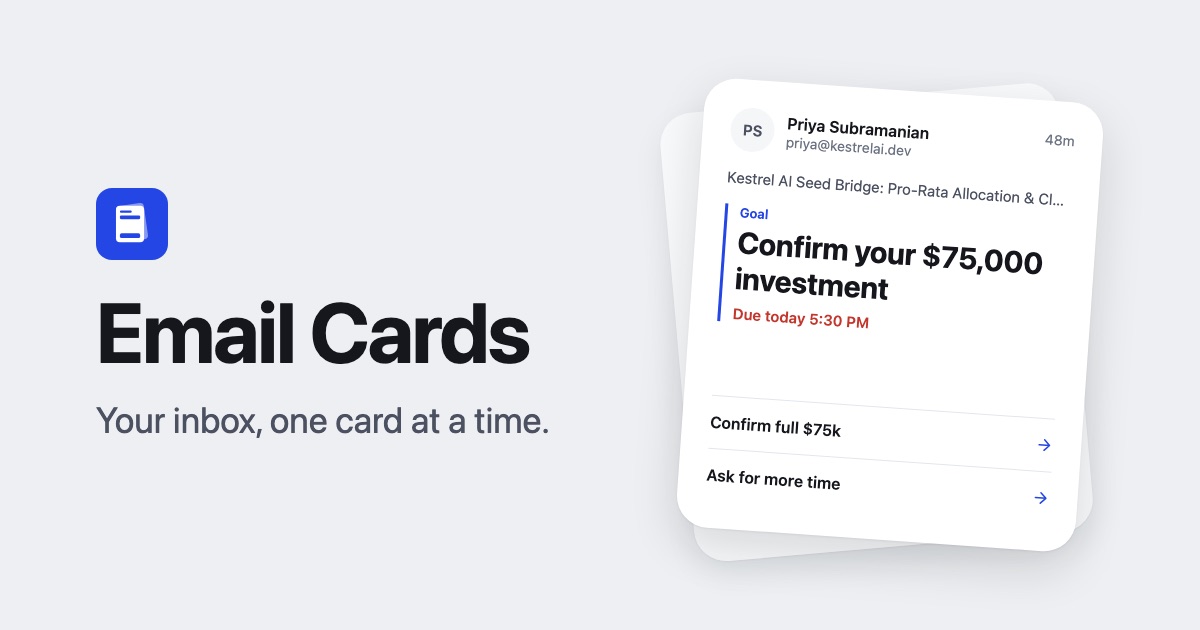 Email Cards
Your inbox, one card at a time.
PS
Priya Subramanian
priya@kestrelai.dev
48m
Kestrel AI Seed Bridge: Pro-Rata Allocation & Cl...
Goal
Confirm your $75,000
investment
Due today 5:30 PM
Confirm full $75k
Ask for more time